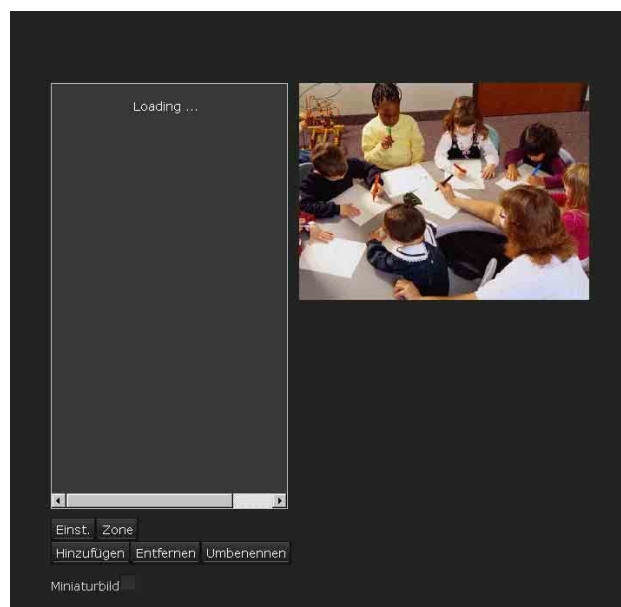 Loading ...
Einst. Zone
Hinzufügen Entfernen Umbenennen
Miniaturbild